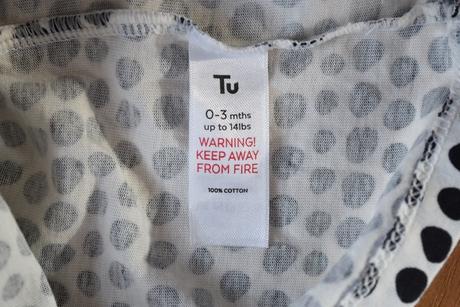 Tu
0-3 mths
up to 14lbs
WARNING!
KEEP AWAY
FROM FIRE
100% COTTON